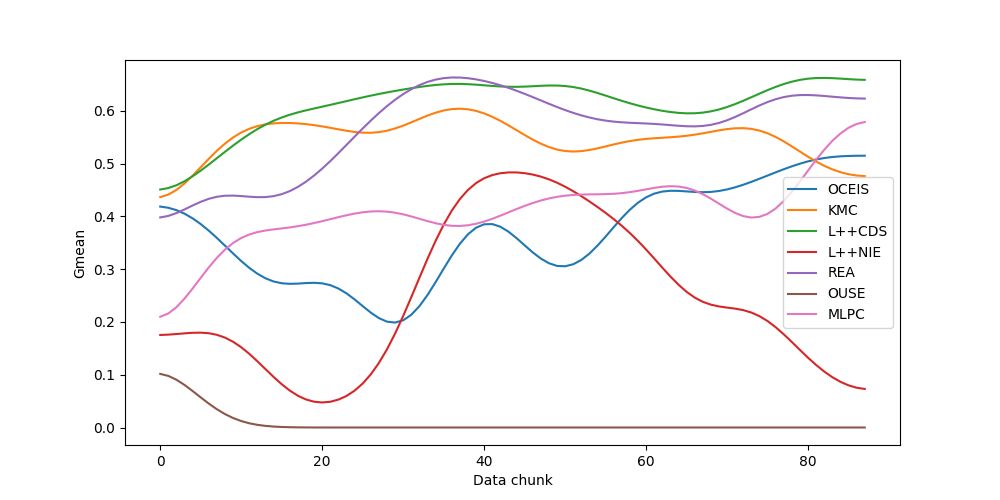 Gmean
0.6
0.5
0.4
0.3
0.2
0.1
0.0
0
20
40
60
80
Data chunk
OCEIS
KMC
L++CDS
L++NIE
REA
OUSE
MLPC